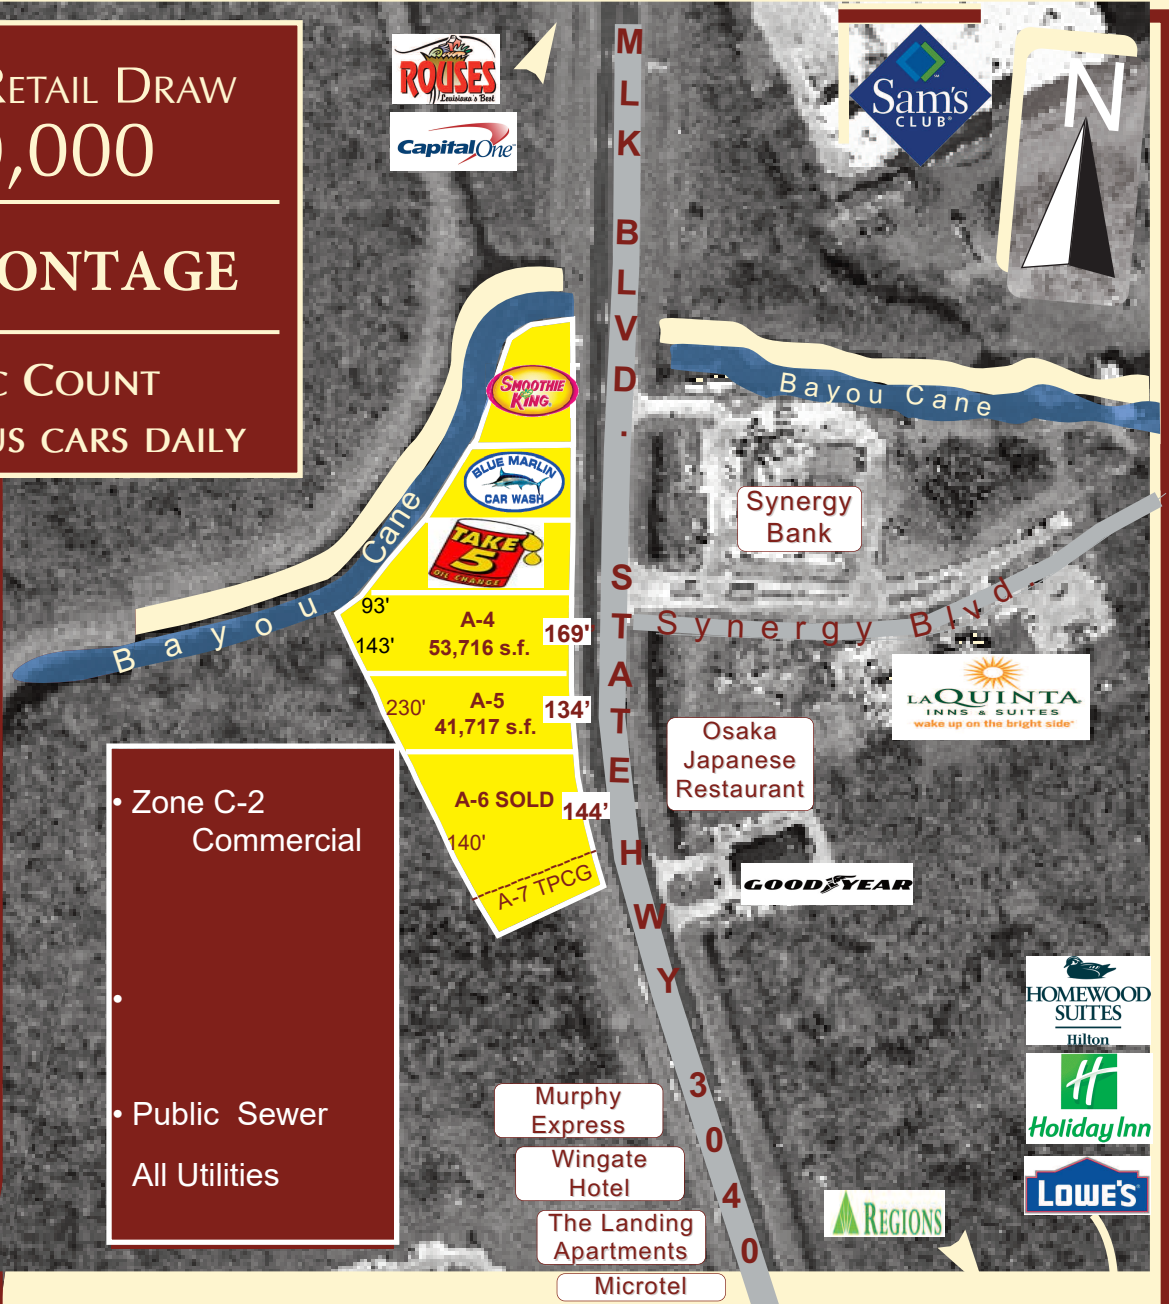 RETAIL DRAW
,000
ONTAGE
C COUNT
US CARS DAILY
ROUSES
Louisiana's Best
Capital One
Sam's
CLUB
N
MLK BLVD. STATE HWY 3040
SMOOTHIE
KING
BLUE MARLIN
CAR WASH
TAKE
5
OIL CHANGE
Bayou Cane
Bayou Cane
Synergy
Bank
Synergy Blvd.
93'
143'
A-4
53,716 s.f.
169'
230'
A-5
41,717 s.f.
134'
A-6 SOLD
144'
140'
A-7 TPCG
LAQUINTA
INNS & SUITES
wake up on the bright side
Osaka
Japanese
Restaurant
GOODYEAR
• Zone C-2
Commercial
•
• Public Sewer
All Utilities
HOMEWOOD
SUITES
Hilton
H
Holiday Inn
LOWE'S
Murphy
Express
Wingate
Hotel
The Landing
Apartments
Microtel
REGIONS